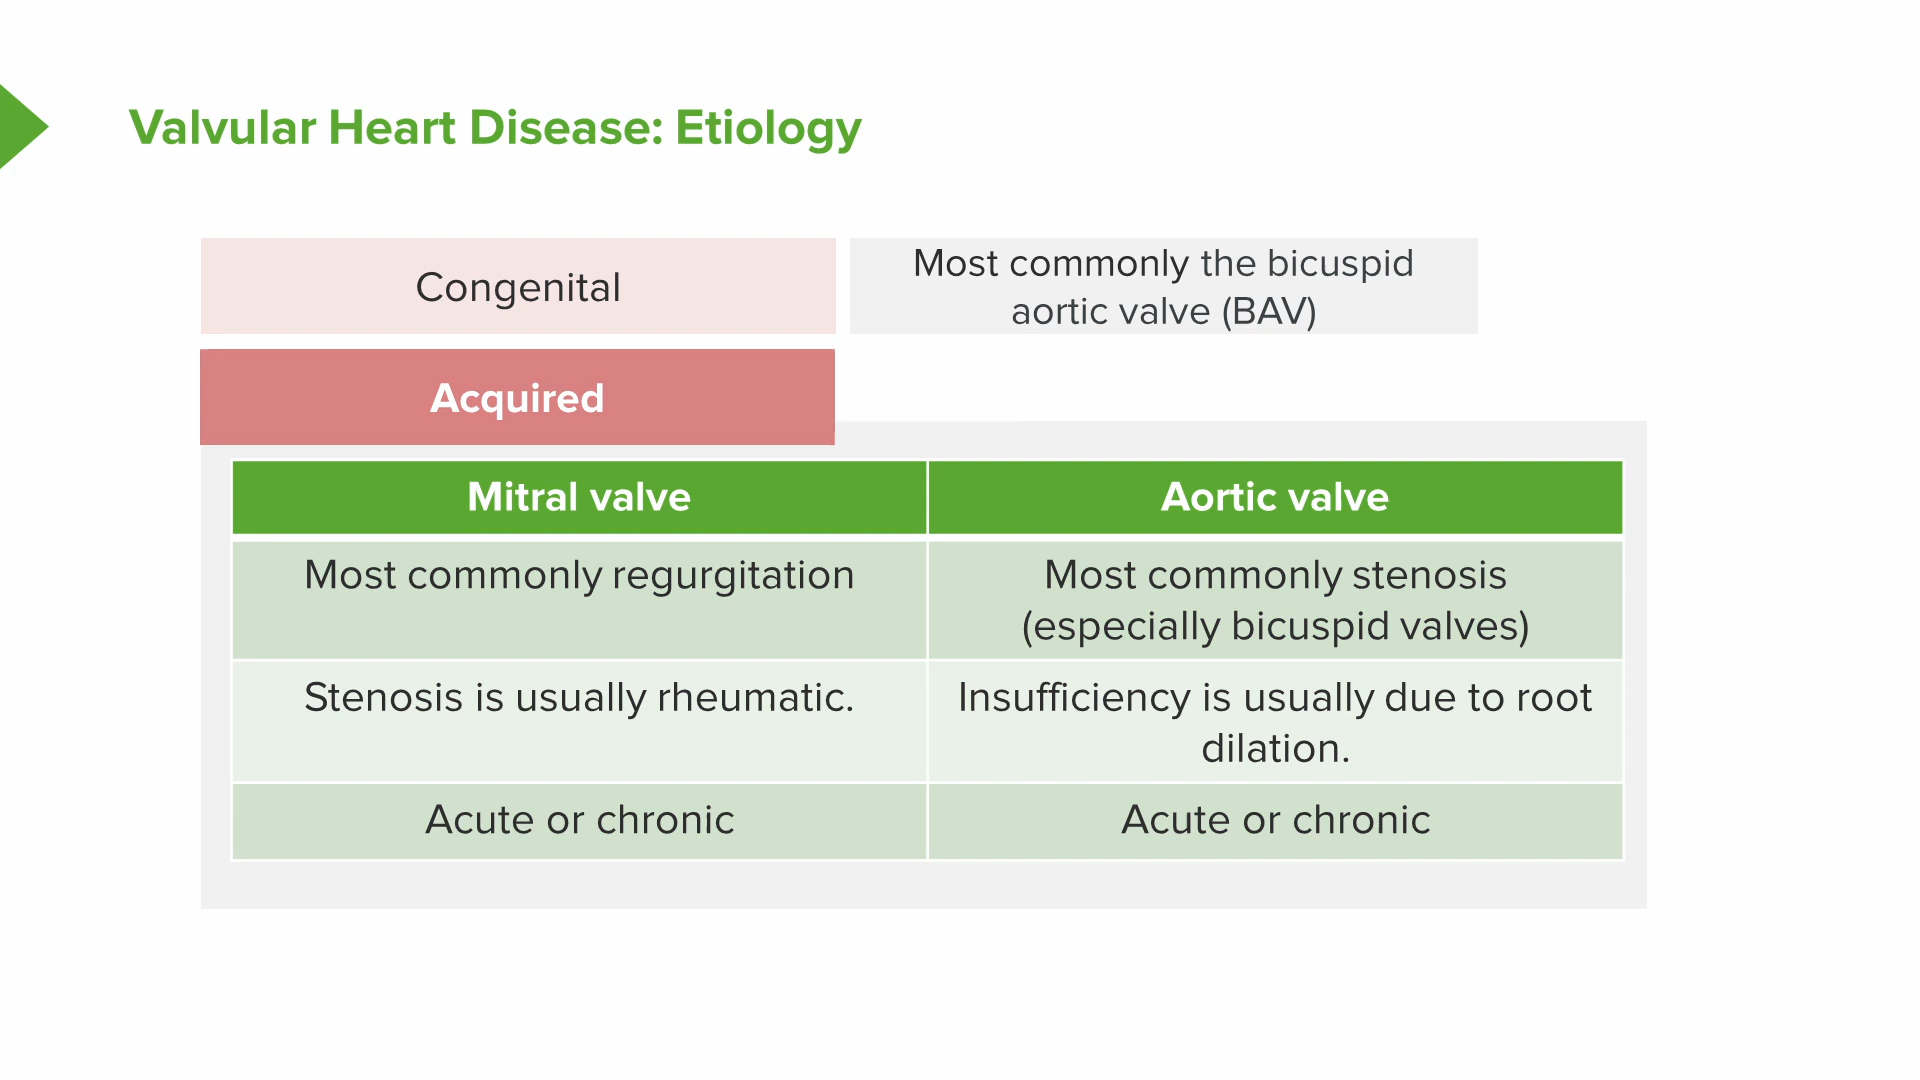 Valvular Heart Disease: Etiology
Congenital
Most commonly the bicuspid
aortic valve (BAV)
Acquired
Mitral valve
Aortic valve
Most commonly regurgitation
Most commonly stenosis
(especially bicuspid valves)
Stenosis is usually rheumatic.
Insufficiency is usually due to root
dilation.
Acute or chronic
Acute or chronic